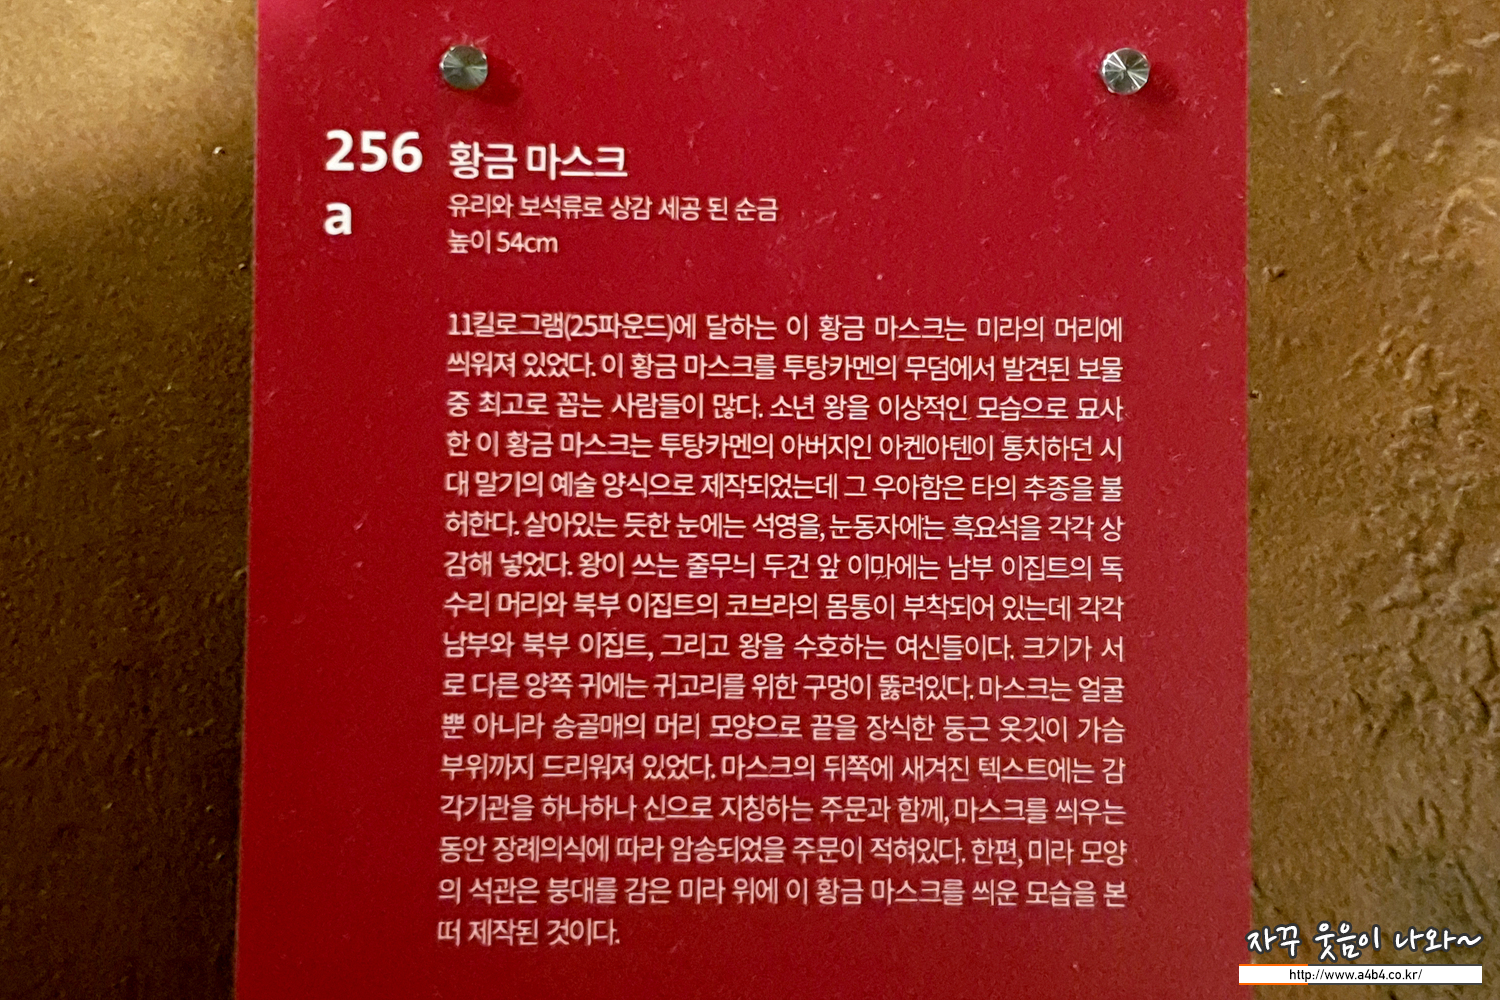 256
a
황금 마스크
유리와 보석류로 상감 세공 된 순금
높이 54cm
11킬로그램(25파운드)에 달하는 이 황금 마스크는 미라의 머리에
씌워져 있었다. 이 황금 마스크를 투탕카멘의 무덤에서 발견된 보물
중 최고로 꼽는 사람들이 많다. 소년 왕을 이상적인 모습으로 묘사
한 이 황금 마스크는 투탕카멘의 아버지인 아켄아텐이 통치하던 시
대 말기의 예술 양식으로 제작되었는데 그 우아함은 타의 추종을 불
허한다. 살아있는 듯한 눈에는 석영을, 눈동자에는 흑요석을 각각 상
감해 넣었다. 왕이 쓰는 줄무늬 두건 앞 이마에는 남부 이집트의 독
수리 머리와 북부 이집트의 코브라의 몸통이 부착되어 있는데 각각
남부와 북부 이집트, 그리고 왕을 수호하는 여신들이다. 크기가 서
로 다른 양쪽 귀에는 귀고리를 위한 구멍이 뚫려있다. 마스크는 얼굴
뿐 아니라 송골매의 머리 모양으로 끝을 장식한 둥근 옷깃이 가슴
부위까지 드리워져 있었다. 마스크의 뒤쪽에 새겨진 텍스트에는 감
각기관을 하나하나 신으로 지칭하는 주문과 함께, 마스크를 씌우는
동안 장례의식에 따라 암송되었을 주문이 적혀있다. 한편, 미라 모양
의 석관은 붕대를 감은 미라 위에 이 황금 마스크를 씌운 모습을 본
떠 제작된 것이다.
자꾸 웃음이 나와~
http://www.a4b4.co.kr/